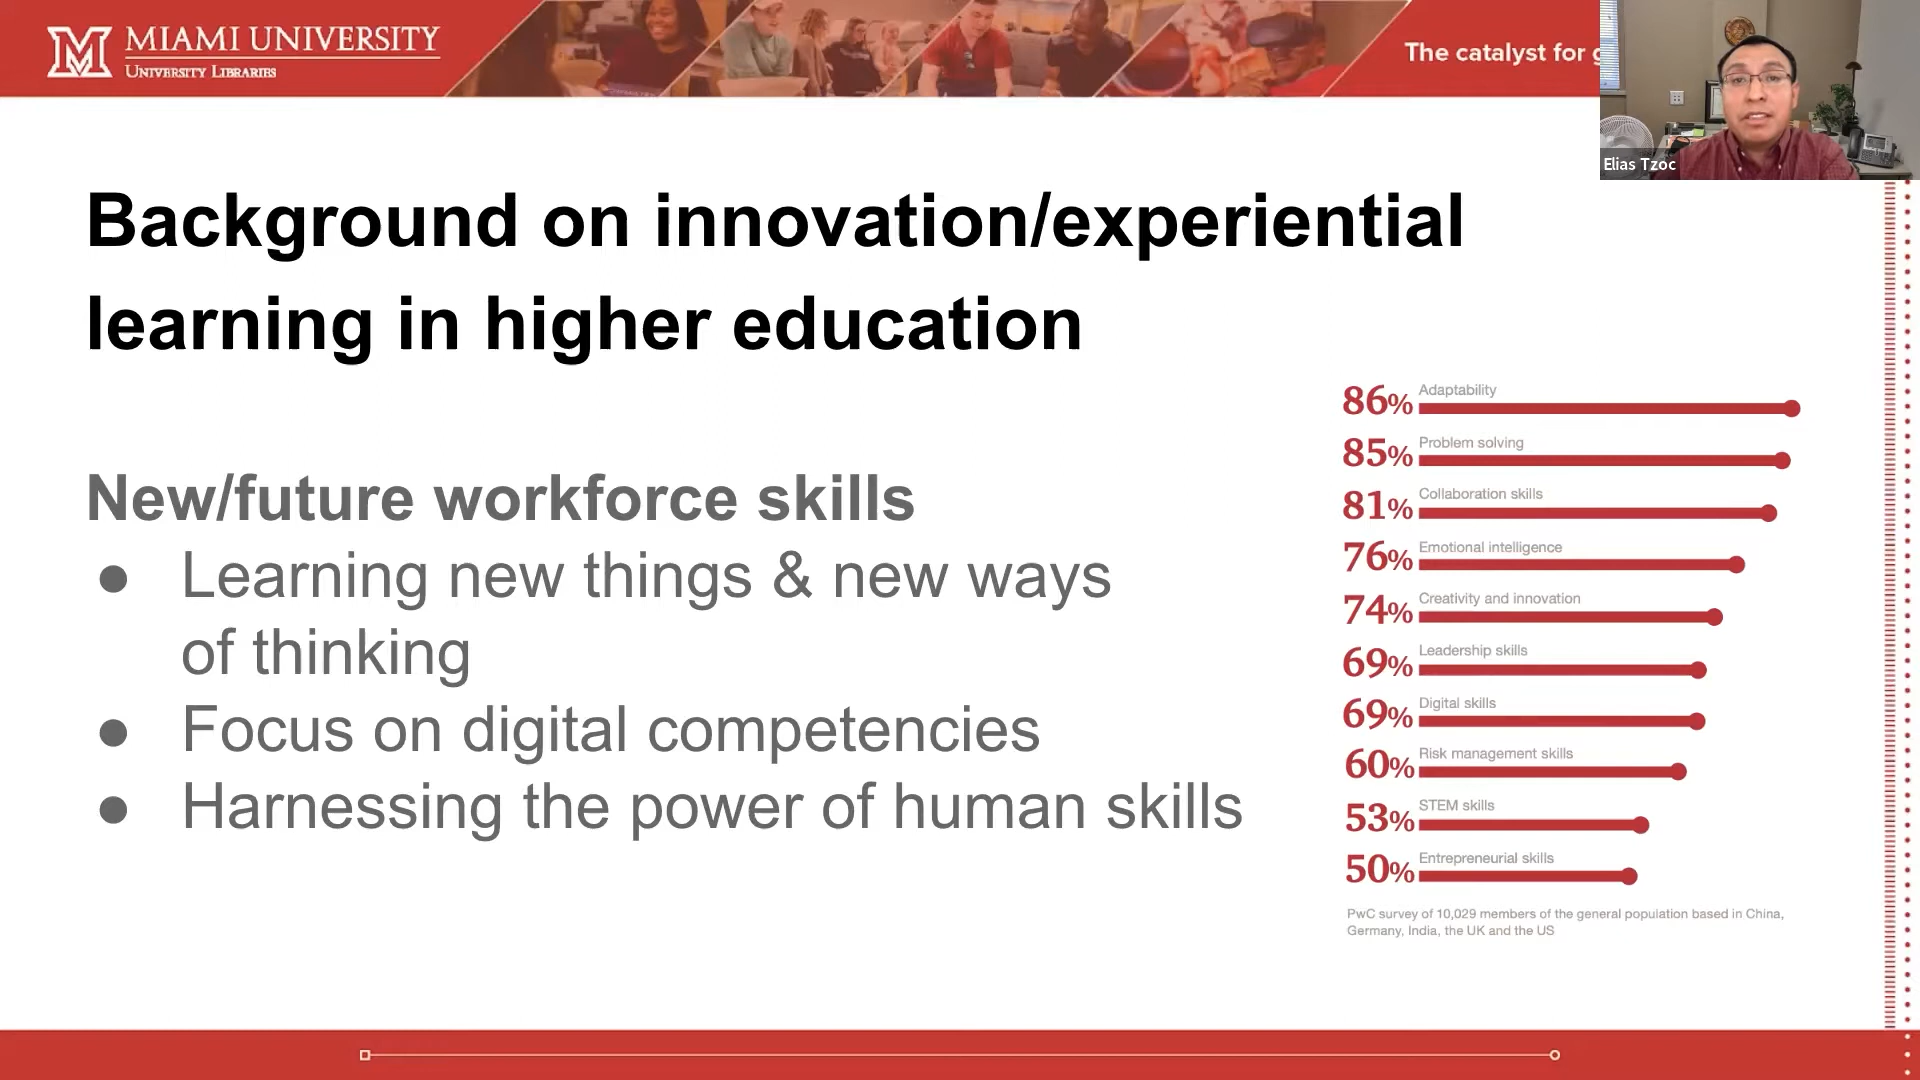 MIAMI UNIVERSITY
UNIVERSITY LIBRARIES
The catalyst for
Elias Tzoc
Background on innovation/experiential
learning in higher education
New/future workforce skills
● Learning new things & new ways
of thinking
● Focus on digital competencies
● Harnessing the power of human skills
86% Adaptability
85% Problem solving
81% Collaboration skills
76% Emotional intelligence
74% Creativity and innovation
69% Leadership skills
69% Digital skills
60% Risk management skills
53% STEM skills
50% Entrepreneurial skills
PwC survey of 10,029 members of the general population based in China,
Germany, India, the UK and the US